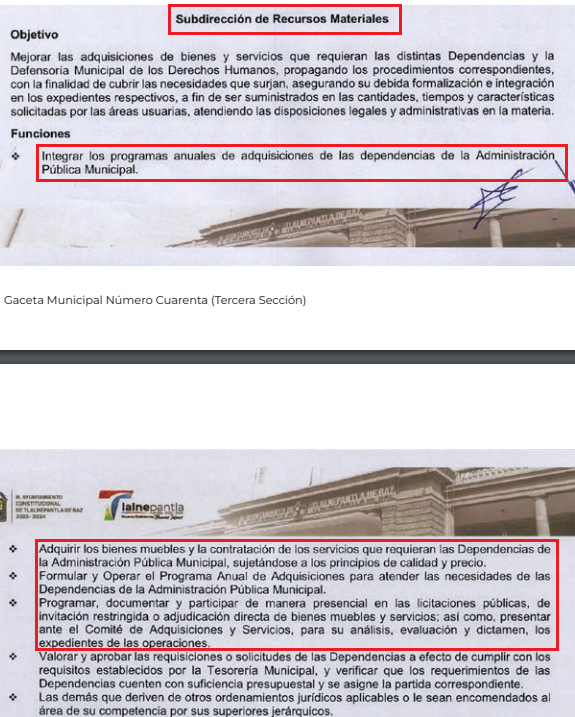 Subdirección de Recursos Materiales
Objetivo
Mejorar las adquisiciones de bienes y servicios que requieran las distintas Dependencias y la
Defensoría Municipal de los Derechos Humanos, propagando los procedimientos correspondientes,
con la finalidad de cubrir las necesidades que surjan, asegurando su debida formalización e integración
en los expedientes respectivos, a fin de ser suministrados en las cantidades, tiempos y características
solicitadas por las áreas usuarias, atendiendo las disposiciones legales y administrativas en la materia.
Funciones
❖ Integrar los programas anuales de adquisiciones de las dependencias de la Administración
Pública Municipal.
TLALNEPANTLA DE BAZ
Gaceta Municipal Número Cuarenta (Tercera Sección)
H. AYUNTAMIENTO
CONSTITUCIONAL
DE TLALNEPANTLA DE BAZ
2022 - 2024
Tlalnepantla
TLALNEPANTLA DE BAZ
❖ Adquirir los bienes muebles y la contratación de los servicios que requieran las Dependencias de
la Administración Pública Municipal, sujetándose a los principios de calidad y precio.
❖ Formular y Operar el Programa Anual de Adquisiciones para atender las necesidades de las
Dependencias de la Administración Pública Municipal.
❖ Programar, documentar y participar de manera presencial en las licitaciones públicas, de
invitación restringida o adjudicación directa de bienes muebles y servicios; así como, presentar
ante el Comité de Adquisiciones y Servicios, para su análisis, evaluación y dictamen, los
expedientes de las operaciones.
❖ Valorar y aprobar las requisiciones o solicitudes de las Dependencias a efecto de cumplir con los
requisitos establecidos por la Tesorería Municipal, y verificar que los requerimientos de las
Dependencias cuenten con suficiencia presupuestal y se asigne la partida correspondiente.
❖ Las demás que deriven de otros ordenamientos jurídicos aplicables o le sean encomendados al
área de su competencia por sus superiores jerárquicos.